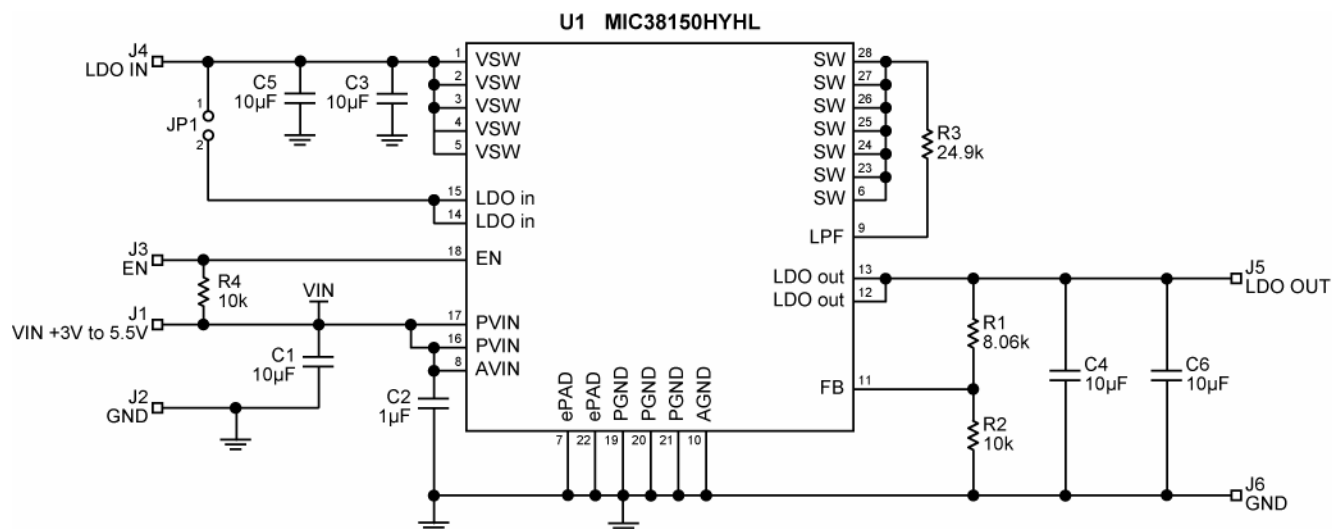 U1 MIC38150HYHL
J4
LDO IN
C5
10µF
C3
10µF
1
JP1
2
1 VSW
2 VSW
3 VSW
4 VSW
5 VSW
15 LDO in
14 LDO in
J3
EN
18 EN
R4
10k
VIN
J1
VIN +3V to 5.5V
17 PVIN
16 PVIN
8 AVIN
C1
10µF
C2
1µF
J2
GND
ePAD
ePAD
PGND
PGND
PGND
AGND
7 22 19 20 21 10
SW 28
SW 27
SW 26
SW 25
SW 24
SW 23
SW 6
R3
24.9k
LPF 9
LDO out 13
LDO out 12
J5
LDO OUT
R1
8.06k
C4
10µF
C6
10µF
FB 11
R2
10k
J6
GND